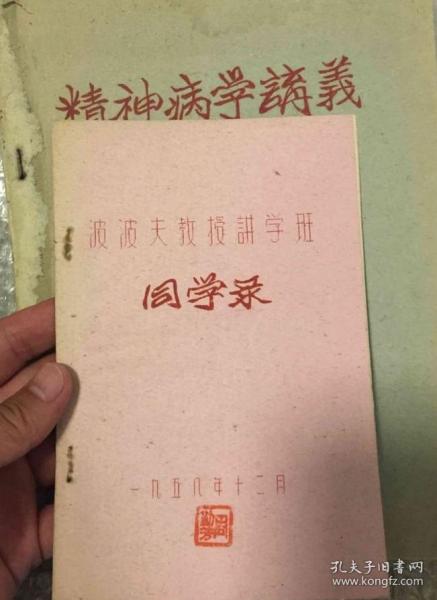 精神病学講義
波波夫教授講学班
同学录
一九五八年十二月
孔夫子旧书网
www.kongfz.com